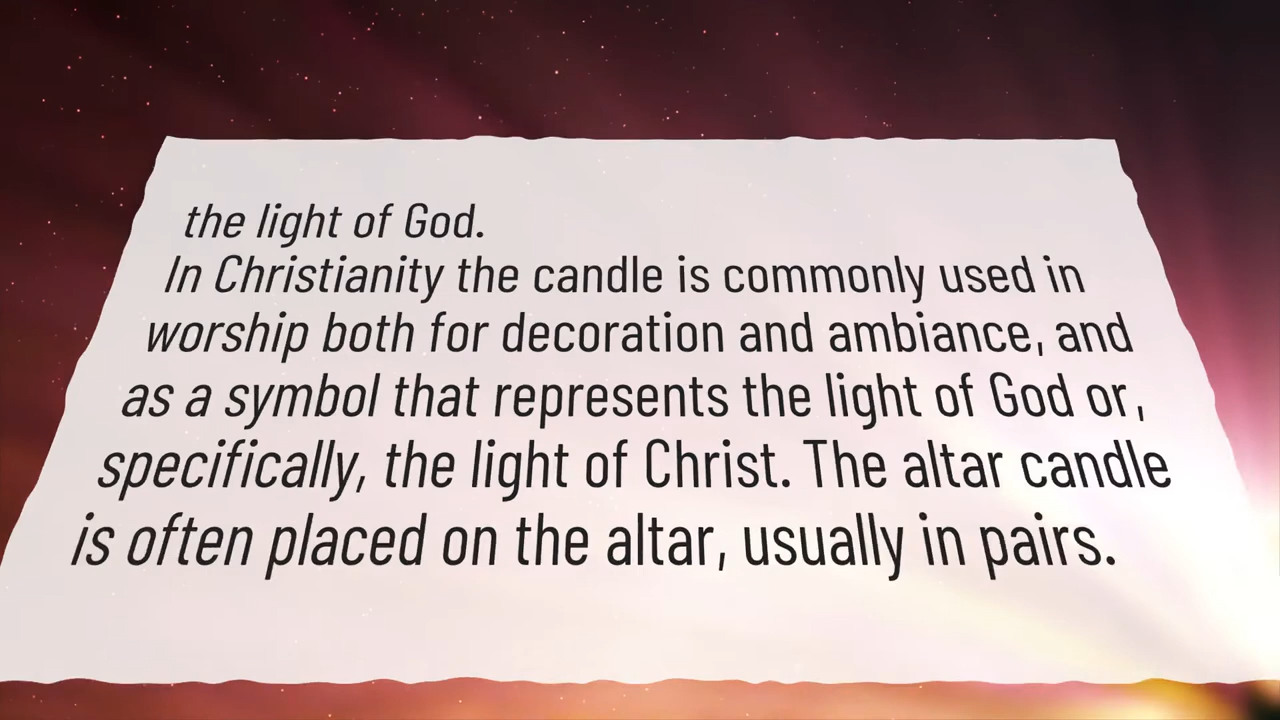 the light of God.
In Christianity the candle is commonly used in
worship both for decoration and ambiance, and
as a symbol that represents the light of God or,
specifically, the light of Christ. The altar candle
is often placed on the altar, usually in pairs.